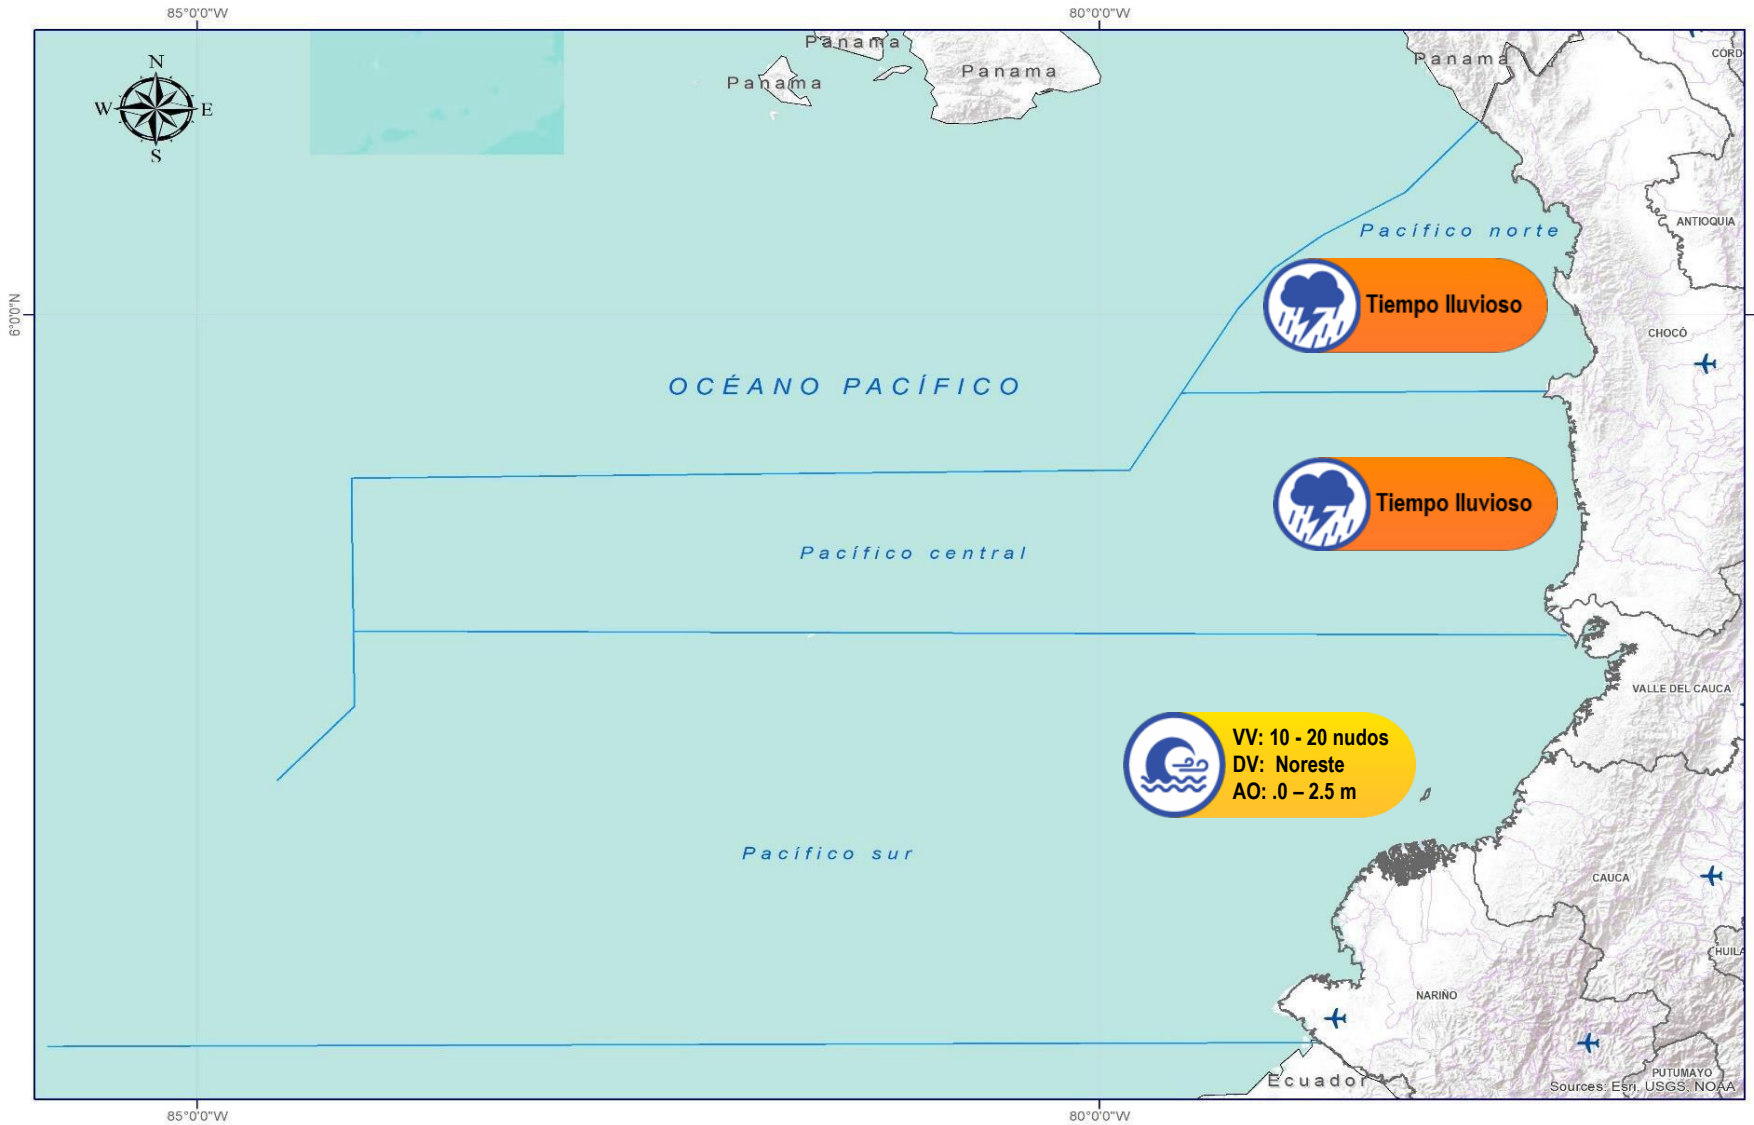 85°0'0"W
80°0'0"W
Panama
Panama
Panama
Panama
CÓRD
N
W
E
S
ANTIOQUIA
Pacífico norte
6°0'0"N
Tiempo lluvioso
CHOCÓ
OCÉANO PACÍFICO
Tiempo lluvioso
Pacífico central
VALLE DEL CAUCA
VV: 10 - 20 nudos
DV: Noreste
AO: .0 – 2.5 m
Pacífico sur
CAUCA
HUILA
NARIÑO
PUTUMAYO
Ecuador
Sources: Esri, USGS, NOAA
85°0'0"W
80°0'0"W